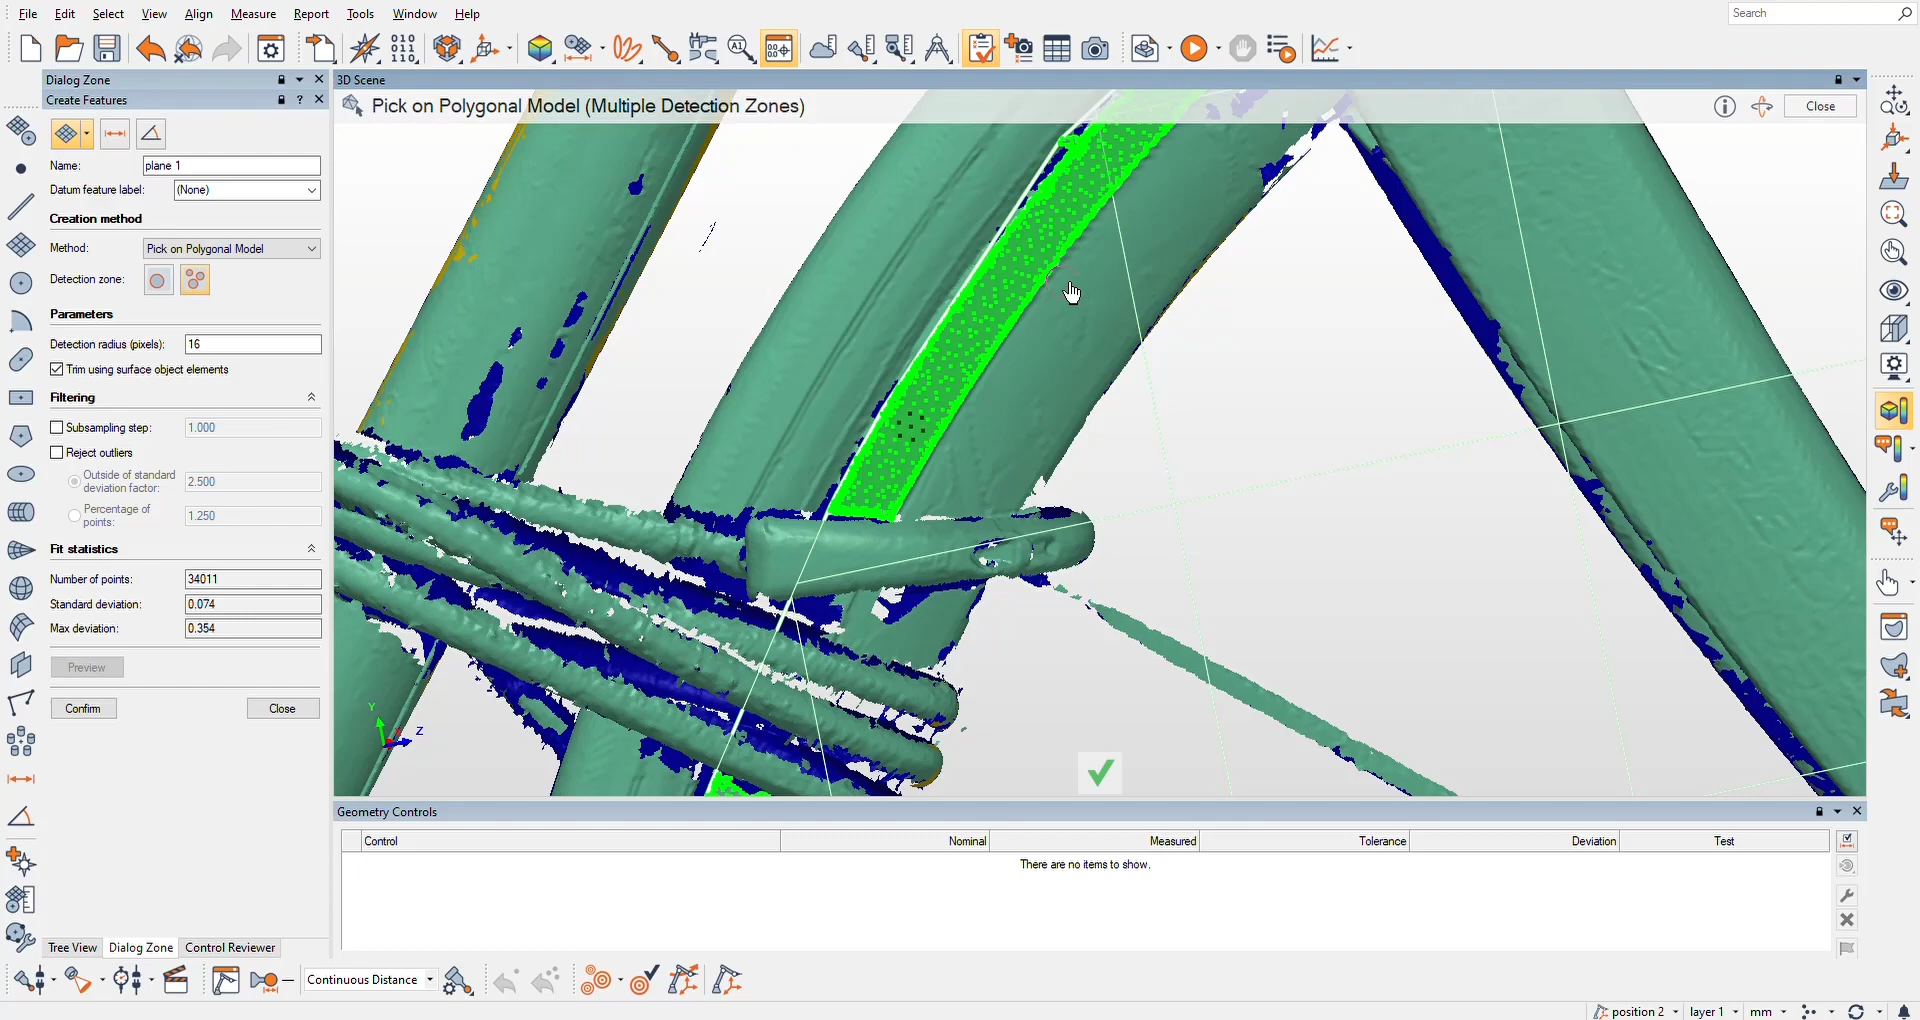 File Edit Select View Align Measure Report Tools Window Help
Search
Dialog Zone
3D Scene
Create Features
Pick on Polygonal Model (Multiple Detection Zones)
Close
Name: plane 1
Datum feature label: (None)
Creation method
Method: Pick on Polygonal Model
Detection zone:
Parameters
Detection radius (pixels): 16
Trim using surface object elements
Filtering
Subsampling step: 1.000
Reject outliers
Outside of standard
deviation factor: 2.500
Percentage of
points: 1.250
Fit statistics
Number of points: 34011
Standard deviation: 0.074
Max deviation: 0.354
Preview
Confirm Close
Y
X
Z
Geometry Controls
Control Nominal Measured Tolerance Deviation Test
There are no items to show.
Tree View Dialog Zone Control Reviewer
Continuous Distance
position 2 layer 1 mm